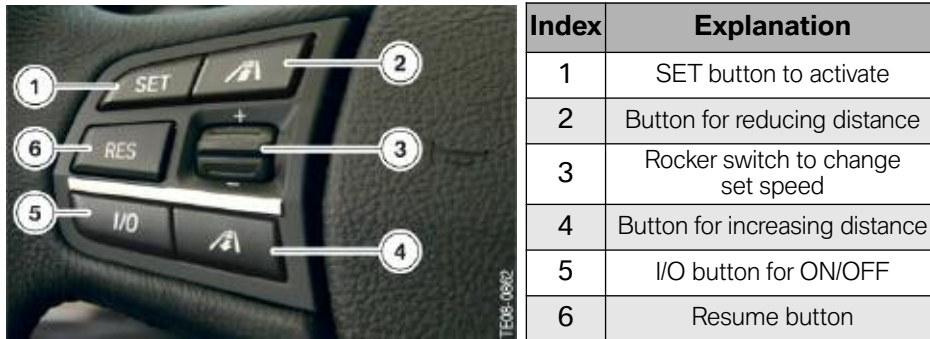 1
SET
2
+
6
RES
3
−
5
I/O
4
TE08-0862
Index Explanation
1 SET button to activate
2 Button for reducing distance
3 Rocker switch to change
set speed
4 Button for increasing distance
5 I/O button for ON/OFF
6 Resume button